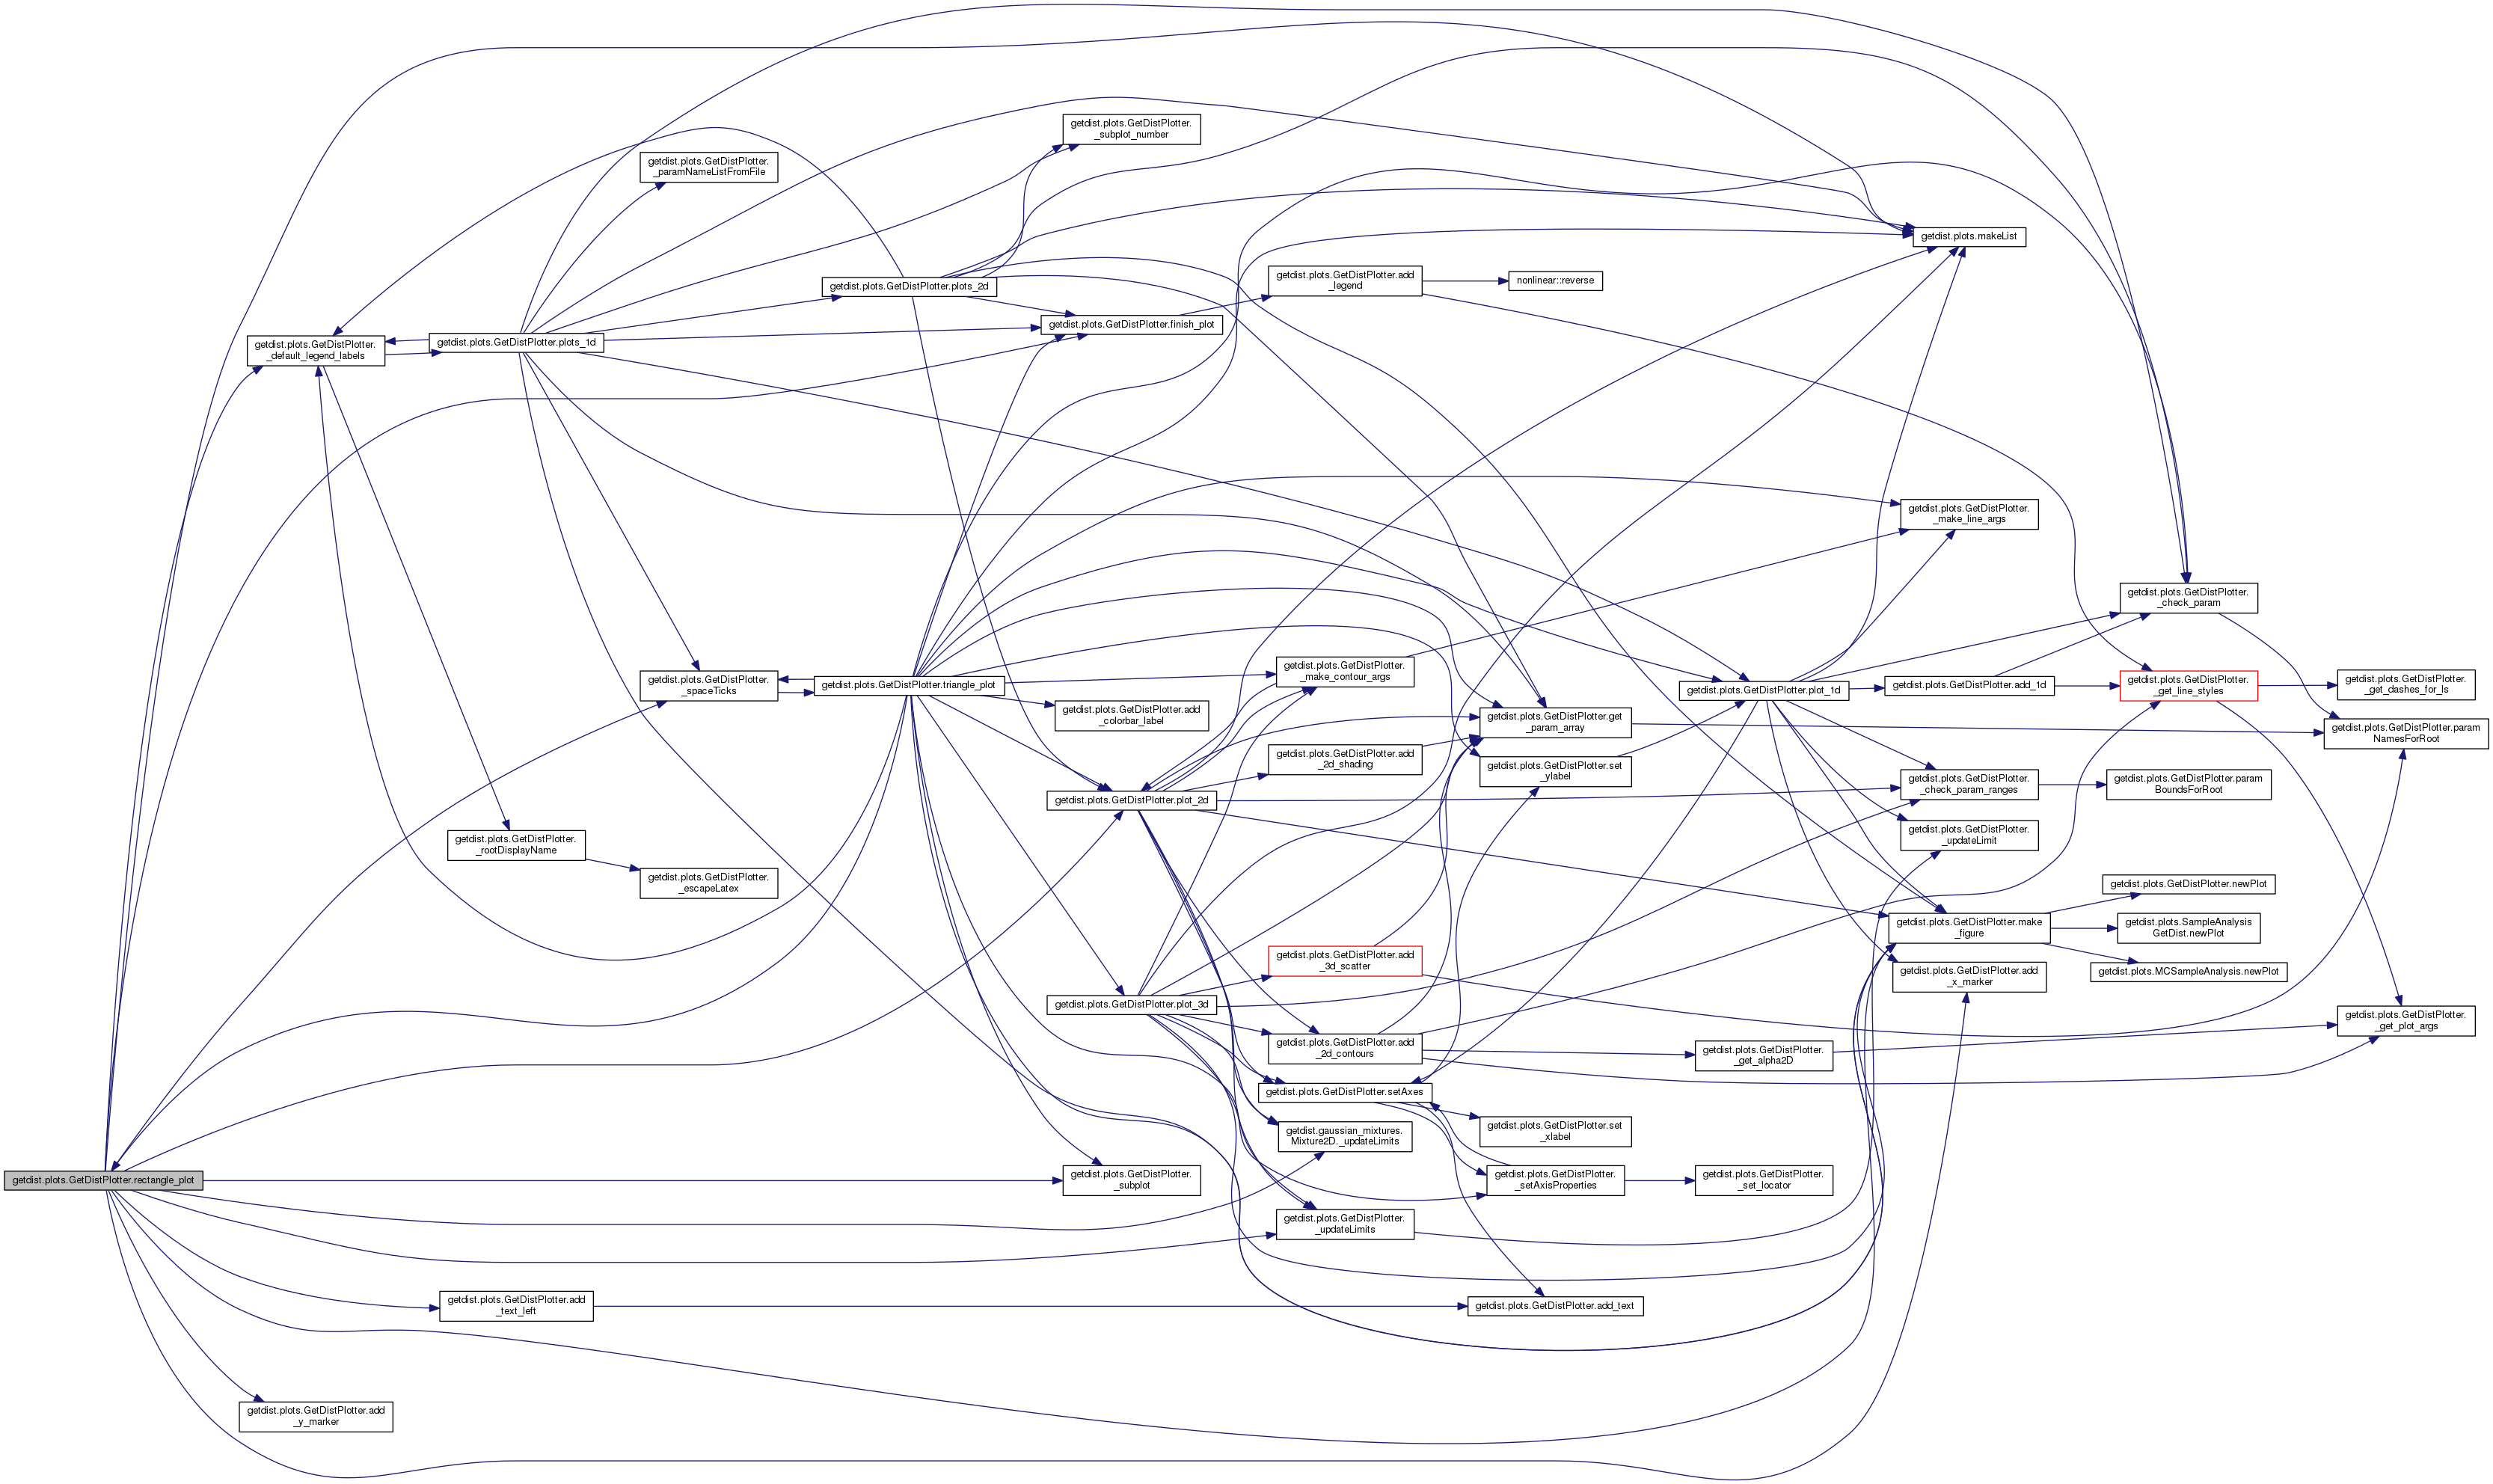 getdist.plots.GetDistPlotter.rectangle_plot
getdist.plots.GetDistPlotter.
_default_legend_labels
getdist.plots.GetDistPlotter.add
_y_marker
getdist.plots.GetDistPlotter.plots_1d
getdist.plots.GetDistPlotter.
_rootDisplayName
getdist.plots.GetDistPlotter.add
_text_left
getdist.plots.GetDistPlotter.
_paramNameListFromFile
getdist.plots.GetDistPlotter.
_spaceTicks
getdist.plots.GetDistPlotter.
_escapeLatex
getdist.plots.GetDistPlotter.plots_2d
getdist.plots.GetDistPlotter.triangle_plot
getdist.plots.GetDistPlotter.
_subplot_number
getdist.plots.GetDistPlotter.finish_plot
getdist.plots.GetDistPlotter.add
_colorbar_label
getdist.plots.GetDistPlotter.plot_2d
getdist.plots.GetDistPlotter.plot_3d
getdist.plots.GetDistPlotter.
_subplot
getdist.plots.GetDistPlotter.add
_legend
getdist.plots.GetDistPlotter.
_make_contour_args
getdist.plots.GetDistPlotter.add
_2d_shading
getdist.plots.GetDistPlotter.add
_3d_scatter
getdist.plots.GetDistPlotter.add
_2d_contours
getdist.plots.GetDistPlotter.setAxes
getdist.gaussian_mixtures.
Mixture2D._updateLimits
getdist.plots.GetDistPlotter.
_updateLimits
nonlinear::reverse
getdist.plots.GetDistPlotter.get
_param_array
getdist.plots.GetDistPlotter.set
_ylabel
getdist.plots.GetDistPlotter.set
_xlabel
getdist.plots.GetDistPlotter.
_setAxisProperties
getdist.plots.GetDistPlotter.add_text
getdist.plots.GetDistPlotter.plot_1d
getdist.plots.GetDistPlotter.
_get_alpha2D
getdist.plots.GetDistPlotter.
_set_locator
getdist.plots.makeList
getdist.plots.GetDistPlotter.
_make_line_args
getdist.plots.GetDistPlotter.add_1d
getdist.plots.GetDistPlotter.
_check_param_ranges
getdist.plots.GetDistPlotter.
_updateLimit
getdist.plots.GetDistPlotter.make
_figure
getdist.plots.GetDistPlotter.add
_x_marker
getdist.plots.GetDistPlotter.
_check_param
getdist.plots.GetDistPlotter.
_get_line_styles
getdist.plots.GetDistPlotter.param
BoundsForRoot
getdist.plots.GetDistPlotter.newPlot
getdist.plots.SampleAnalysis
GetDist.newPlot
getdist.plots.MCSampleAnalysis.newPlot
getdist.plots.GetDistPlotter.
_get_dashes_for_ls
getdist.plots.GetDistPlotter.param
NamesForRoot
getdist.plots.GetDistPlotter.
_get_plot_args